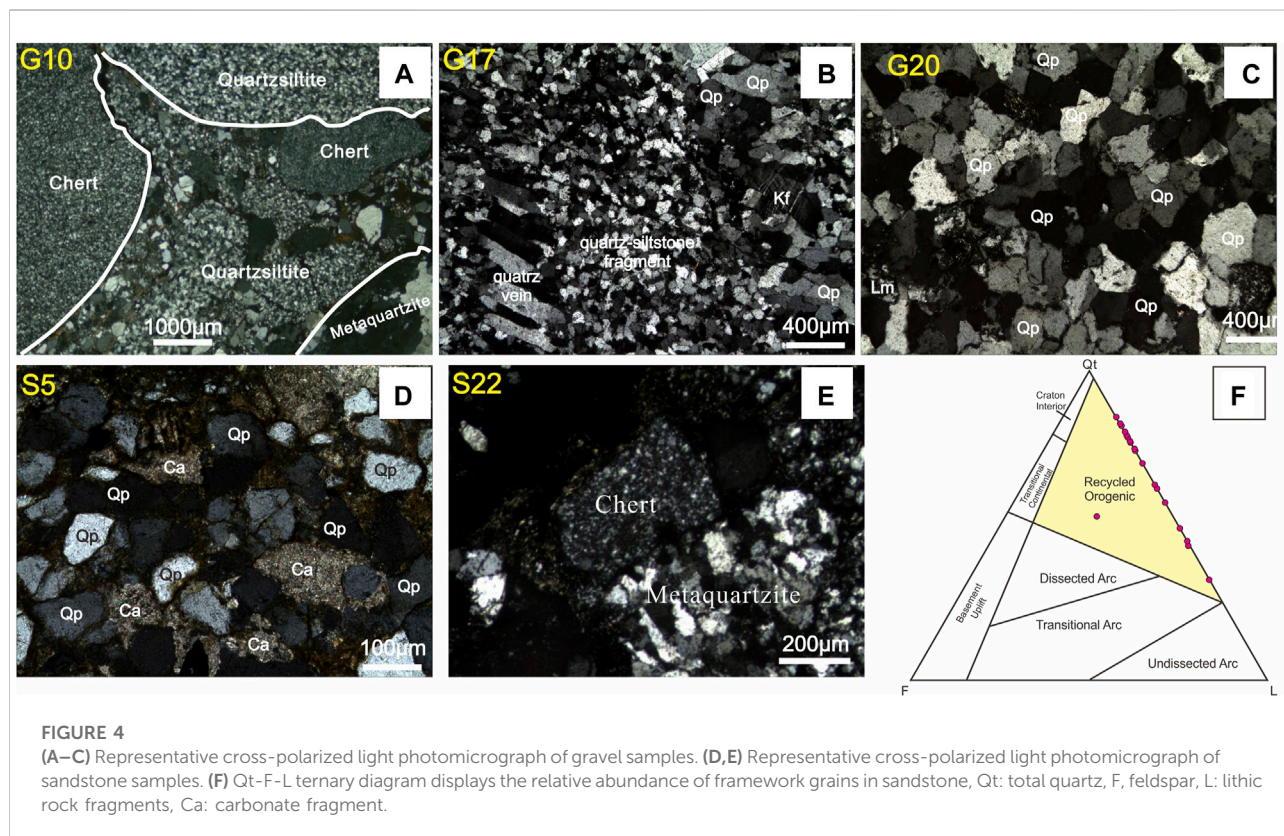 G10
A
Quartzsiltite
Chert
Chert
Quartzsiltite
Metaquartzite
1000μm
G17
B
Qp
Qp
Kf
quartz-siltstone
fragment
quatrz
vein
Qp
400μm
G20
C
Qp
Qp
Qp
Qp
Qp
Qp
Lm
Qp
Qp
400μm
S5
D
Qp
Ca
Qp
Qp
Qp
Qp
Qp
Ca
Qp
Qp
Ca
Ca
100μm
S22
E
Chert
Metaquartzite
200μm
F
Qt
Craton
Interior
Transitional
Continental
Recycled
Orogenic
Dissected Arc
Basement
Uplift
Transitional Arc
Undissected Arc
F
L
FIGURE 4
(A–C) Representative cross-polarized light photomicrograph of gravel samples. (D,E) Representative cross-polarized light photomicrograph of
sandstone samples. (F) Qt-F-L ternary diagram displays the relative abundance of framework grains in sandstone, Qt: total quartz, F, feldspar, L: lithic
rock fragments, Ca: carbonate fragment.